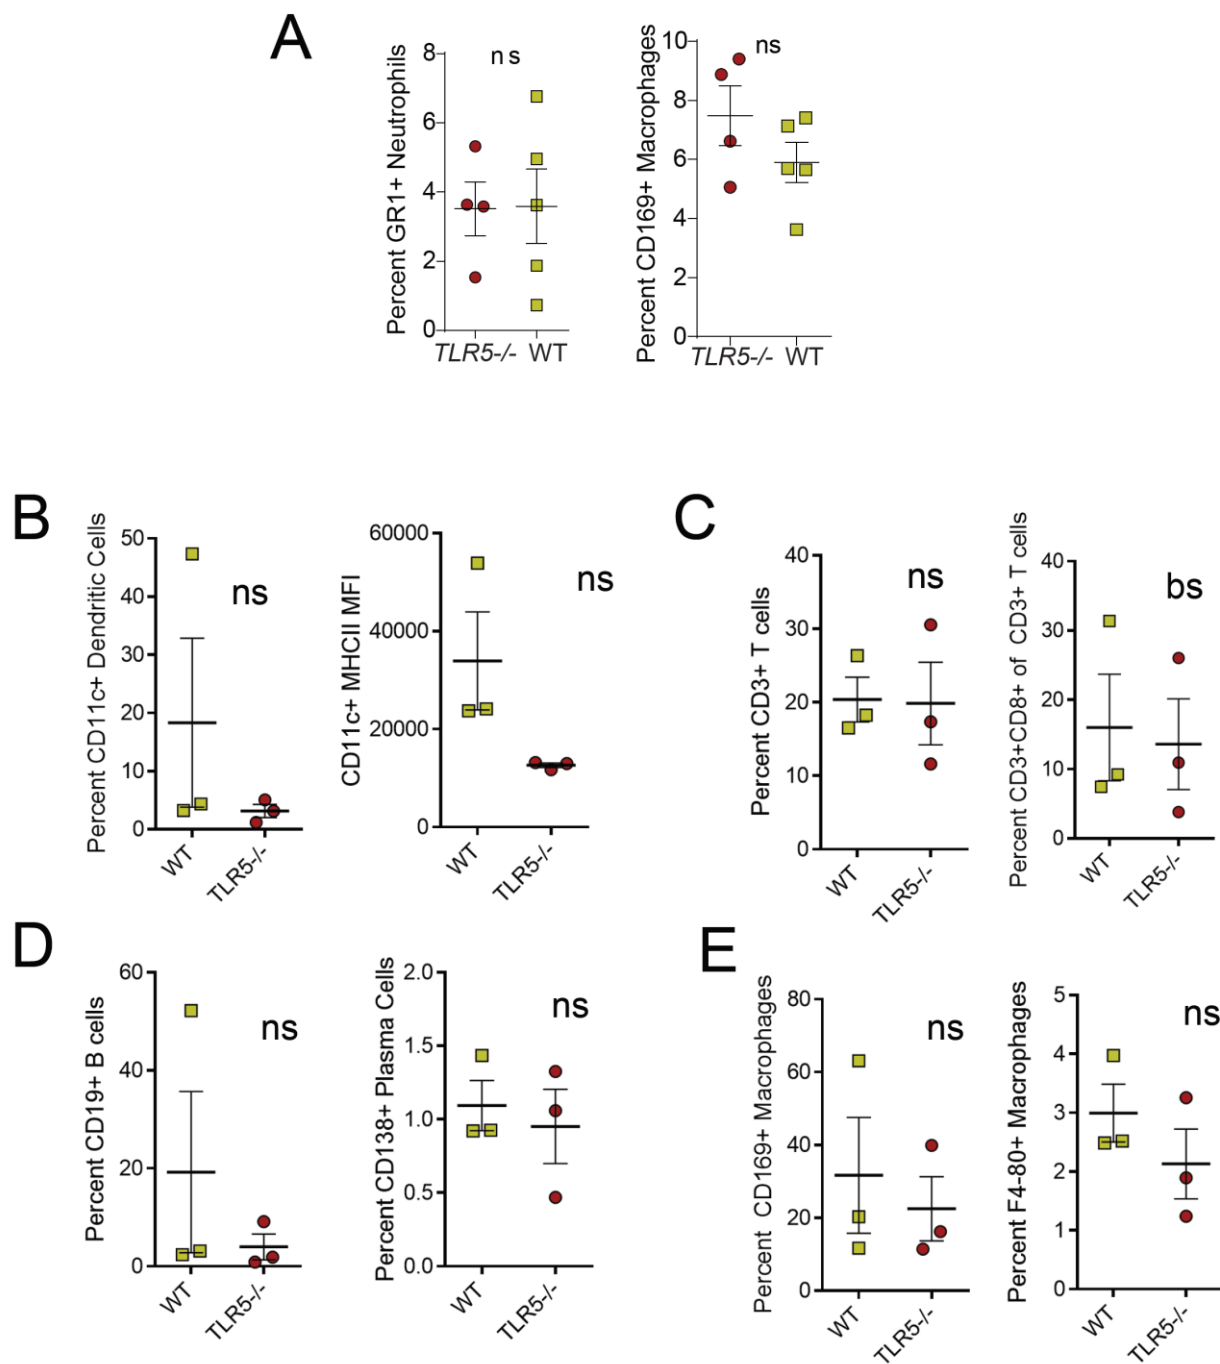 A
Percent GR1+ Neutrophils
8
6
4
2
0
n s
TLR5-/- WT
Percent CD169+ Macrophages
10
8
6
4
2
0
ns
TLR5-/- WT
B
Percent CD11c+ Dendritic Cells
50
40
30
20
10
0
ns
WT
TLR5-/-
CD11c+ MHCII MFI
60000
40000
20000
0
ns
WT
TLR5-/-
C
Percent CD3+ T cells
40
30
20
10
0
ns
WT
TLR5-/-
Percent CD3+CD8+ of CD3+ T cells
40
30
20
10
0
bs
WT
TLR5-/-
D
Percent CD19+ B cells
60
40
20
0
ns
WT
TLR5-/-
Percent CD138+ Plasma Cells
2.0
1.5
1.0
0.5
0.0
ns
WT
TLR5-/-
E
Percent CD169+ Macrophages
80
60
40
20
0
ns
WT
TLR5-/-
Percent F4-80+ Macrophages
5
4
3
2
1
0
ns
WT
TLR5-/-